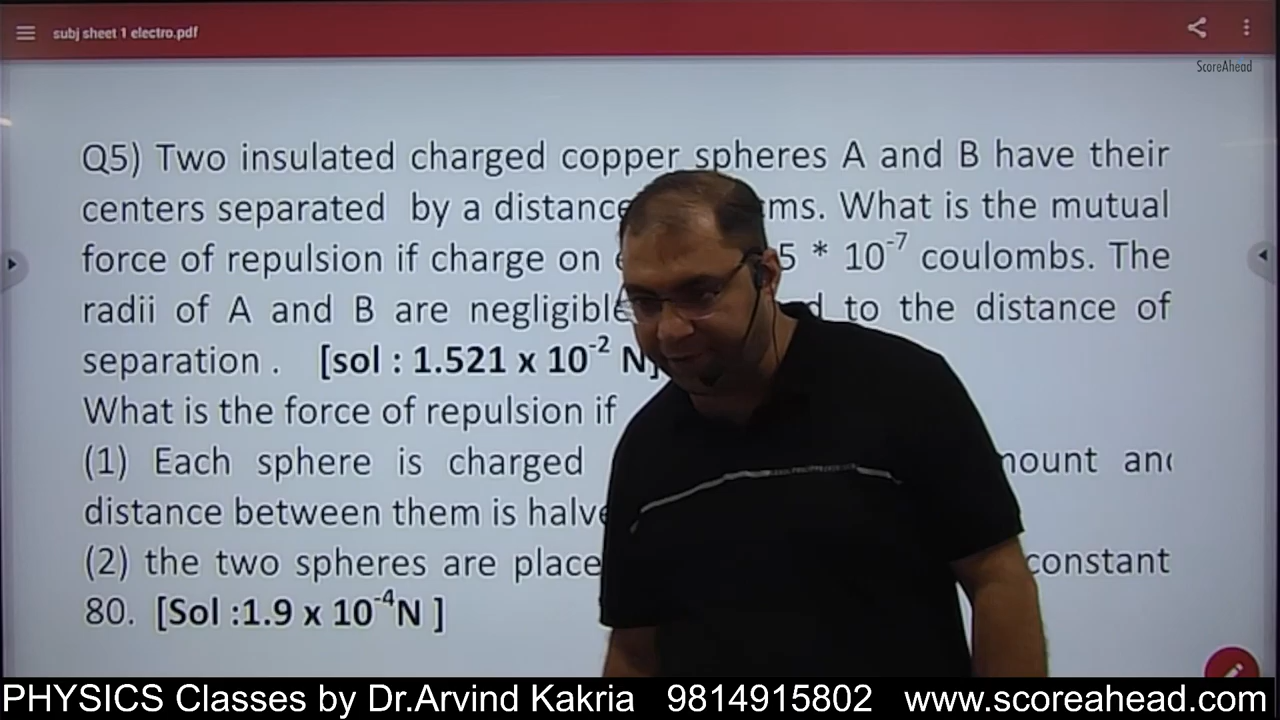 subj sheet 1 electro.pdf
ScoreAhead
Q5) Two insulated charged copper spheres A and B have their
centers separated by a distance ms. What is the mutual
force of repulsion if charge on 5 * 10⁻⁷ coulombs. The
radii of A and B are negligible to the distance of
separation . [sol : 1.521 x 10⁻² N]
What is the force of repulsion if
(1) Each sphere is charged and
distance between them is
(2) the two spheres are constant
80. [Sol :1.9 x 10⁻⁴N ]
PHYSICS Classes by Dr.Arvind Kakria 9814915802 www.scoreahead.com